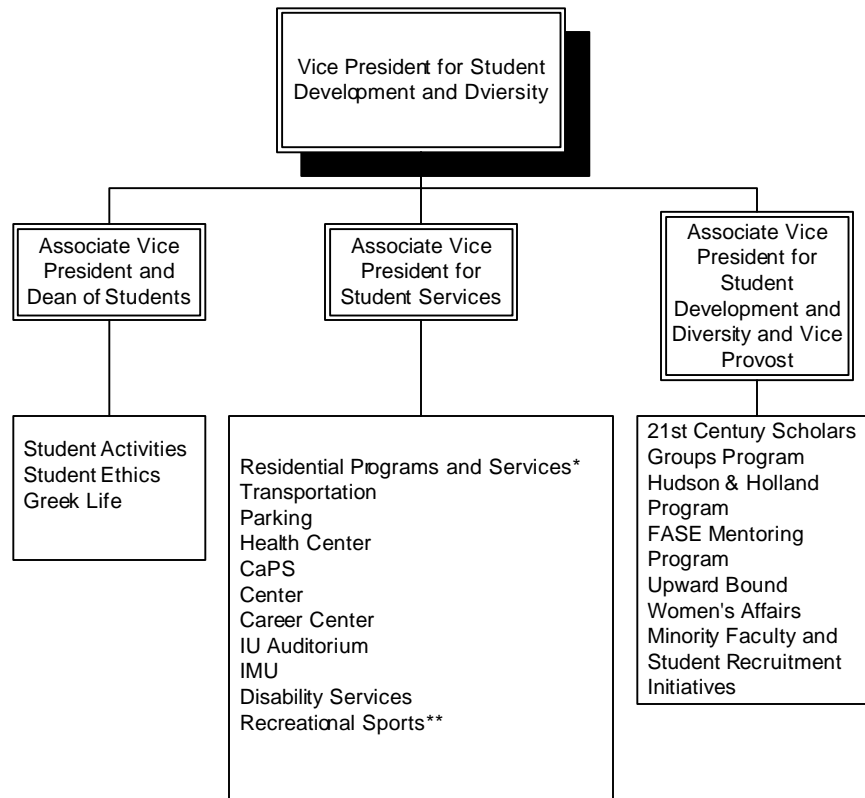 Vice President for Student
Development and Dviersity
Associate Vice
President and
Dean of Students
Associate Vice
President for
Student Services
Associate Vice
President for
Student
Development and
Diversity and Vice
Provost
Student Activities
Student Ethics
Greek Life
Residential Programs and Services*
Transportation
Parking
Health Center
CaPS
Center
Career Center
IU Auditorium
IMU
Disability Services
Recreational Sports**
21st Century Scholars
Groups Program
Hudson & Holland
Program
FASE Mentoring
Program
Upward Bound
Women's Affairs
Minority Faculty and
Student Recruitment
Initiatives